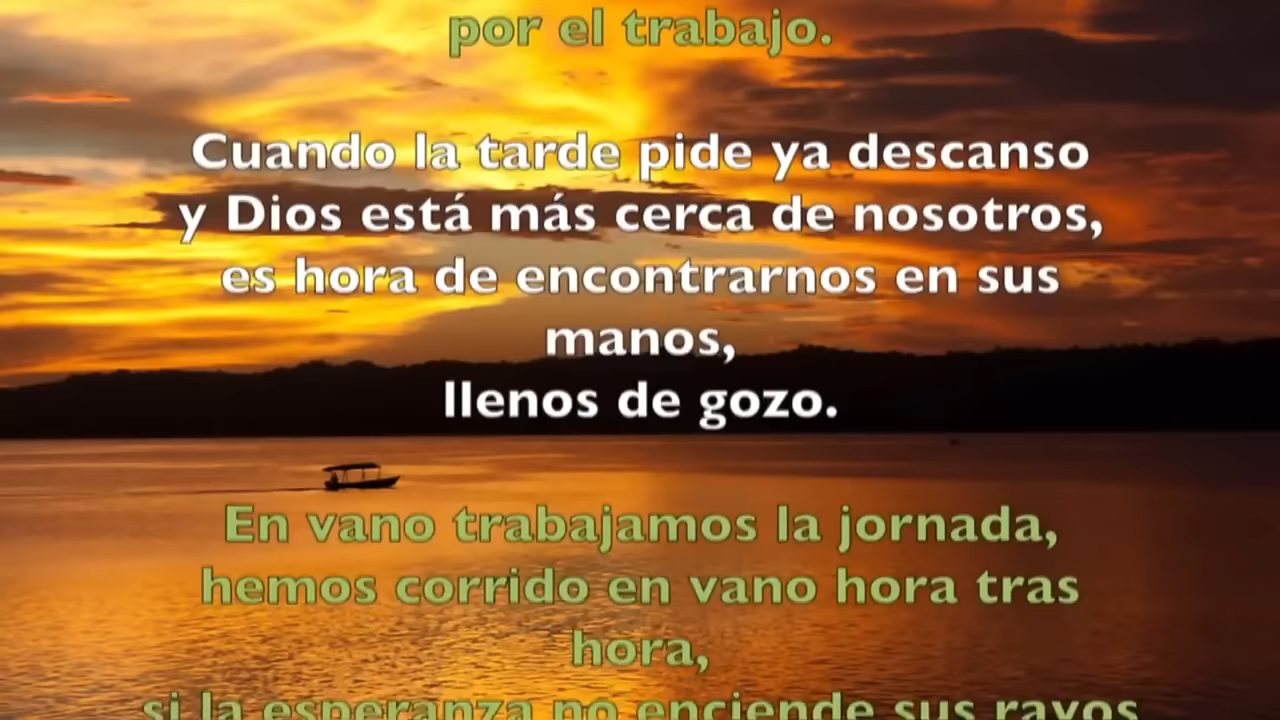 por el trabajo.
Cuando la tarde pide ya descanso
y Dios está más cerca de nosotros,
es hora de encontrarnos en sus
manos,
llenos de gozo.
En vano trabajamos la jornada,
hemos corrido en vano hora tras
hora,
si la esperanza no enciende sus rayos